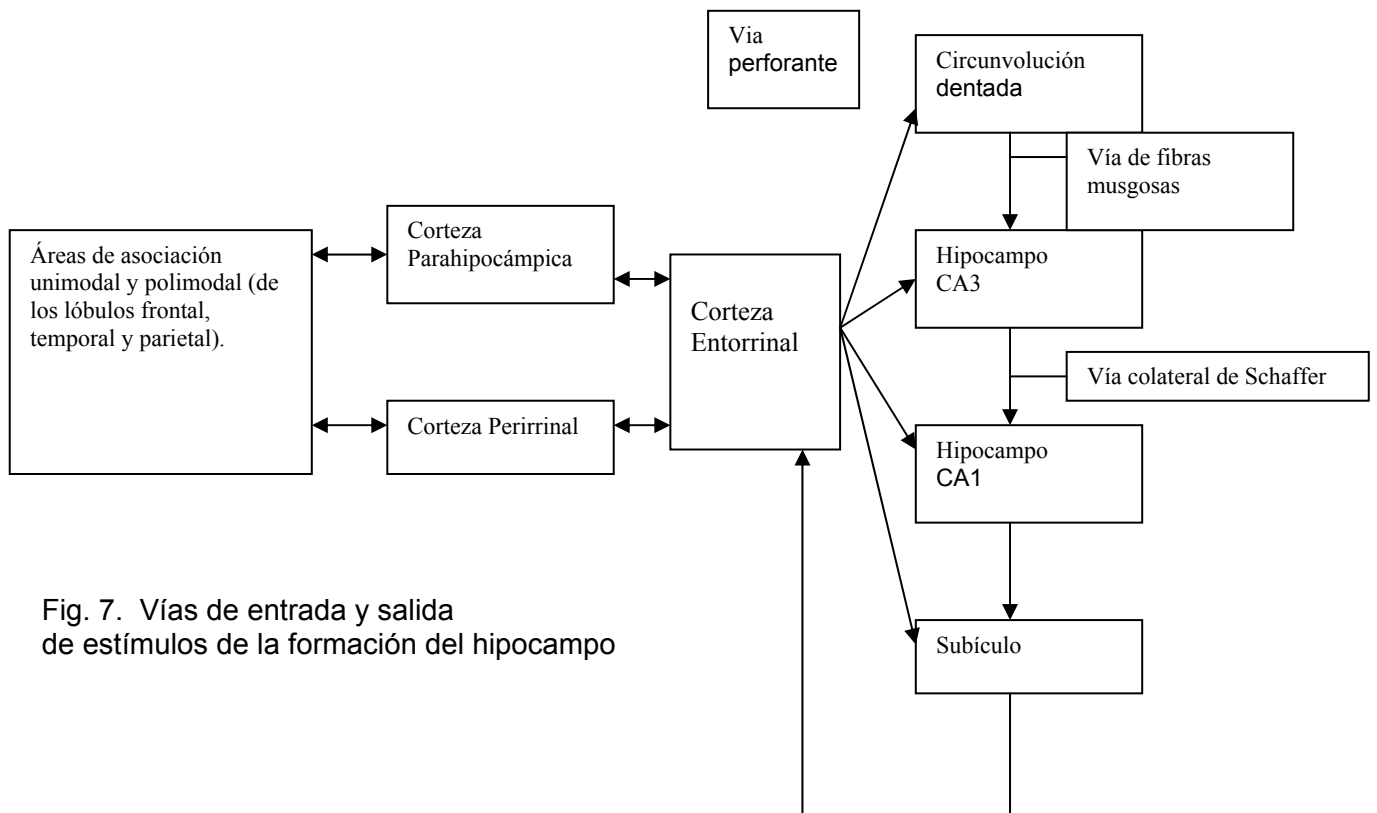 Via
perforante
Circunvolución
dentada
Vía de fibras
musgosas
Áreas de asociación
unimodal y polimodal (de
los lóbulos frontal,
temporal y parietal).
Corteza
Parahipocámpica
Corteza Perirrinal
Corteza
Entorrinal
Hipocampo
CA3
Vía colateral de Schaffer
Hipocampo
CA1
Subículo
Fig. 7. Vías de entrada y salida
de estímulos de la formación del hipocampo